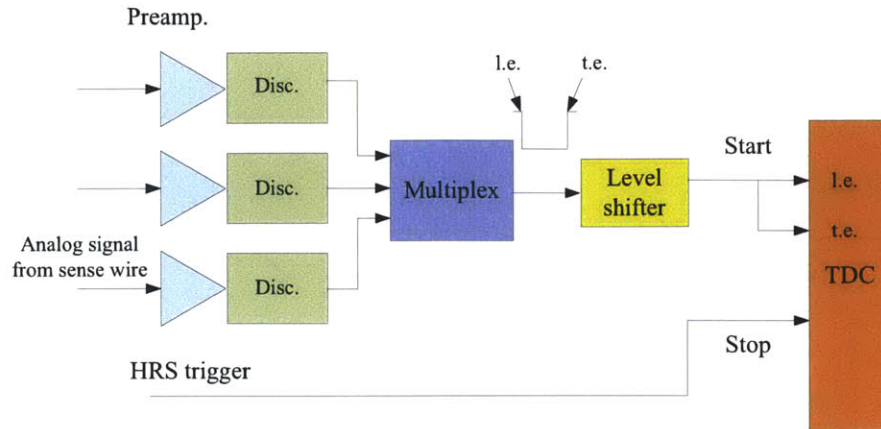 Preamp.
l.e.
t.e.
Disc.
Start
Multiplex
Level
shifter
l.e.
Disc.
t.e.
Analog signal
from sense wire
Disc.
TDC
Stop
HRS trigger